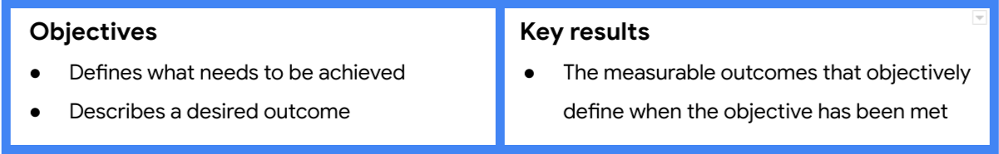 Objectives
● Defines what needs to be achieved
● Describes a desired outcome
Key results
● The measurable outcomes that objectively
define when the objective has been met